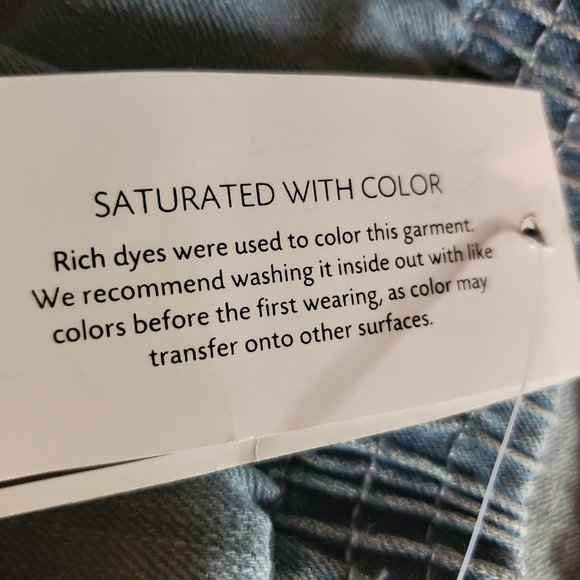 SATURATED WITH COLOR
Rich dyes were used to color this garment.
We recommend washing it inside out with like
colors before the first wearing, as color may
transfer onto other surfaces.